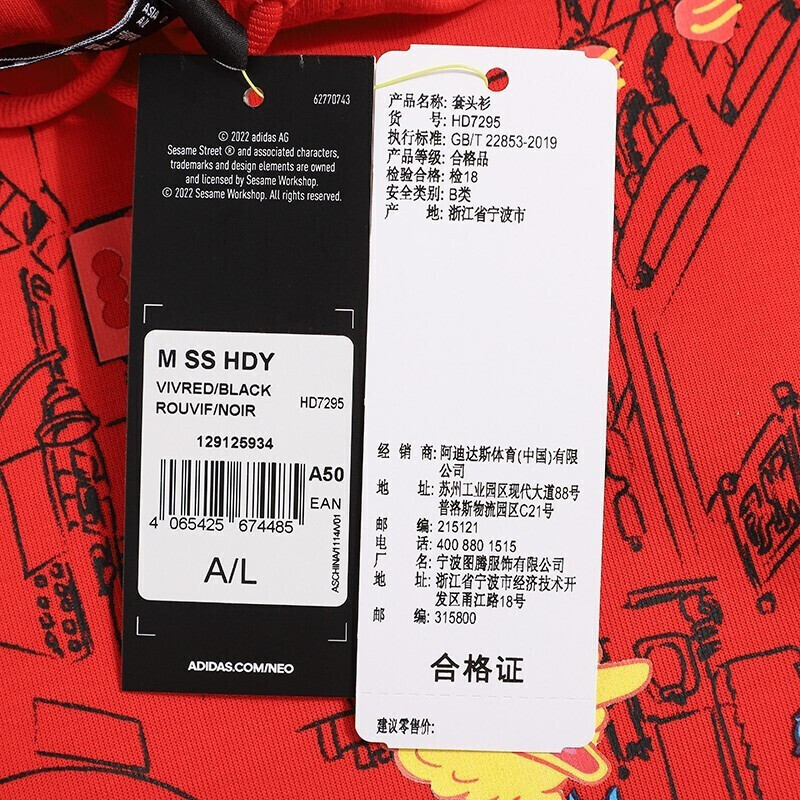 ASIA
A/L
62770743
© 2022 adidas AG
Sesame Street ® and associated characters,
trademarks and design elements are owned
and licensed by Sesame Workshop.
© 2022 Sesame Workshop. All rights reserved.
M SS HDY
VIVRED/BLACK
ROUVIF/NOIR
HD7295
129125934
A50
EAN
4 065425 674485
ASCHINA/1114/V01
A/L
ADIDAS.COM/NEO
产品名称: 套头衫
货 号: HD7295
执行标准: GB/T 22853-2019
产品等级: 合格品
检验合格: 检18
安全类别: B类
产 地: 浙江省宁波市
经 销 商: 阿迪达斯体育(中国)有限
公司
地 址: 苏州工业园区现代大道88号
普洛斯物流园区C21号
邮 编: 215121
电 话: 400 880 1515
厂 名: 宁波图腾服饰有限公司
地 址: 浙江省宁波市经济技术开
发区甬江路18号
邮 编: 315800
合格证
建议零售价: